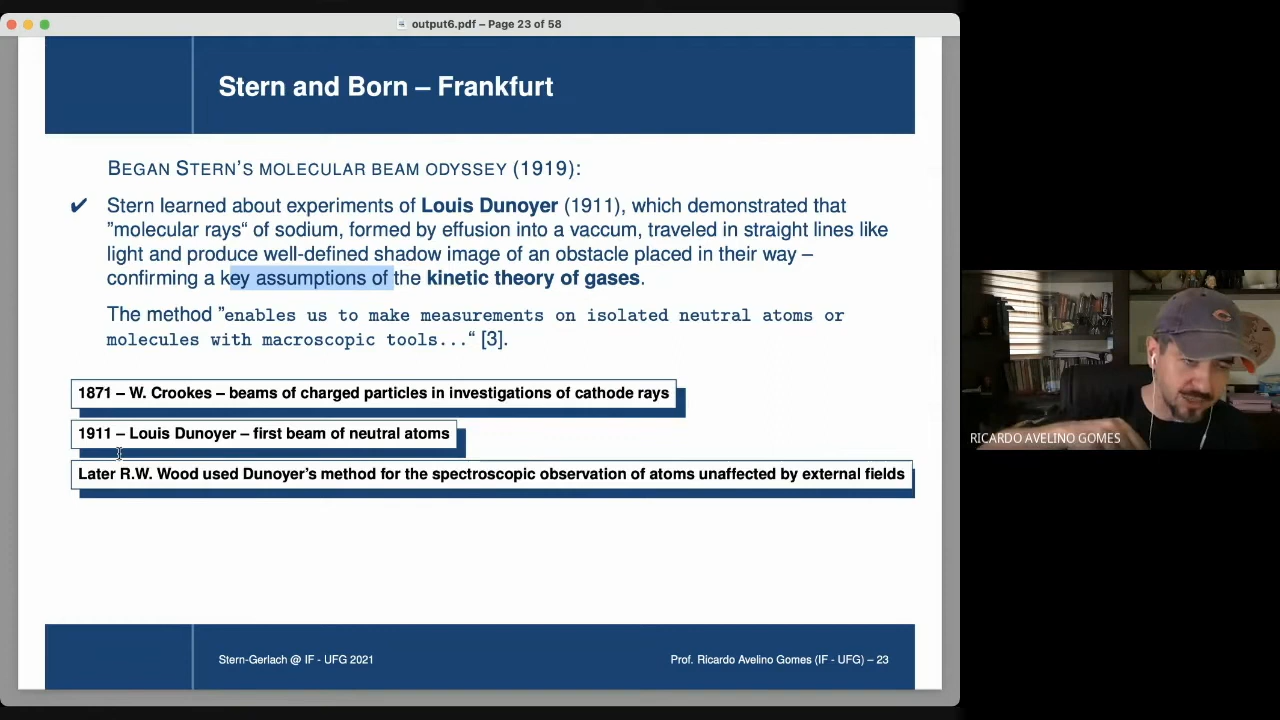 output6.pdf – Page 23 of 58
Stern and Born – Frankfurt
BEGAN STERN'S MOLECULAR BEAM ODYSSEY (1919):
✔ Stern learned about experiments of Louis Dunoyer (1911), which demonstrated that
"molecular rays“ of sodium, formed by effusion into a vaccum, traveled in straight lines like
light and produce well-defined shadow image of an obstacle placed in their way –
confirming a key assumptions of the kinetic theory of gases.
The method "enables us to make measurements on isolated neutral atoms or
molecules with macroscopic tools...“ [3].
1871 – W. Crookes – beams of charged particles in investigations of cathode rays
1911 – Louis Dunoyer – first beam of neutral atoms
Later R.W. Wood used Dunoyer's method for the spectroscopic observation of atoms unaffected by external fields
Stern-Gerlach @ IF - UFG 2021
Prof. Ricardo Avelino Gomes (IF - UFG) – 23
RICARDO AVELINO GOMES